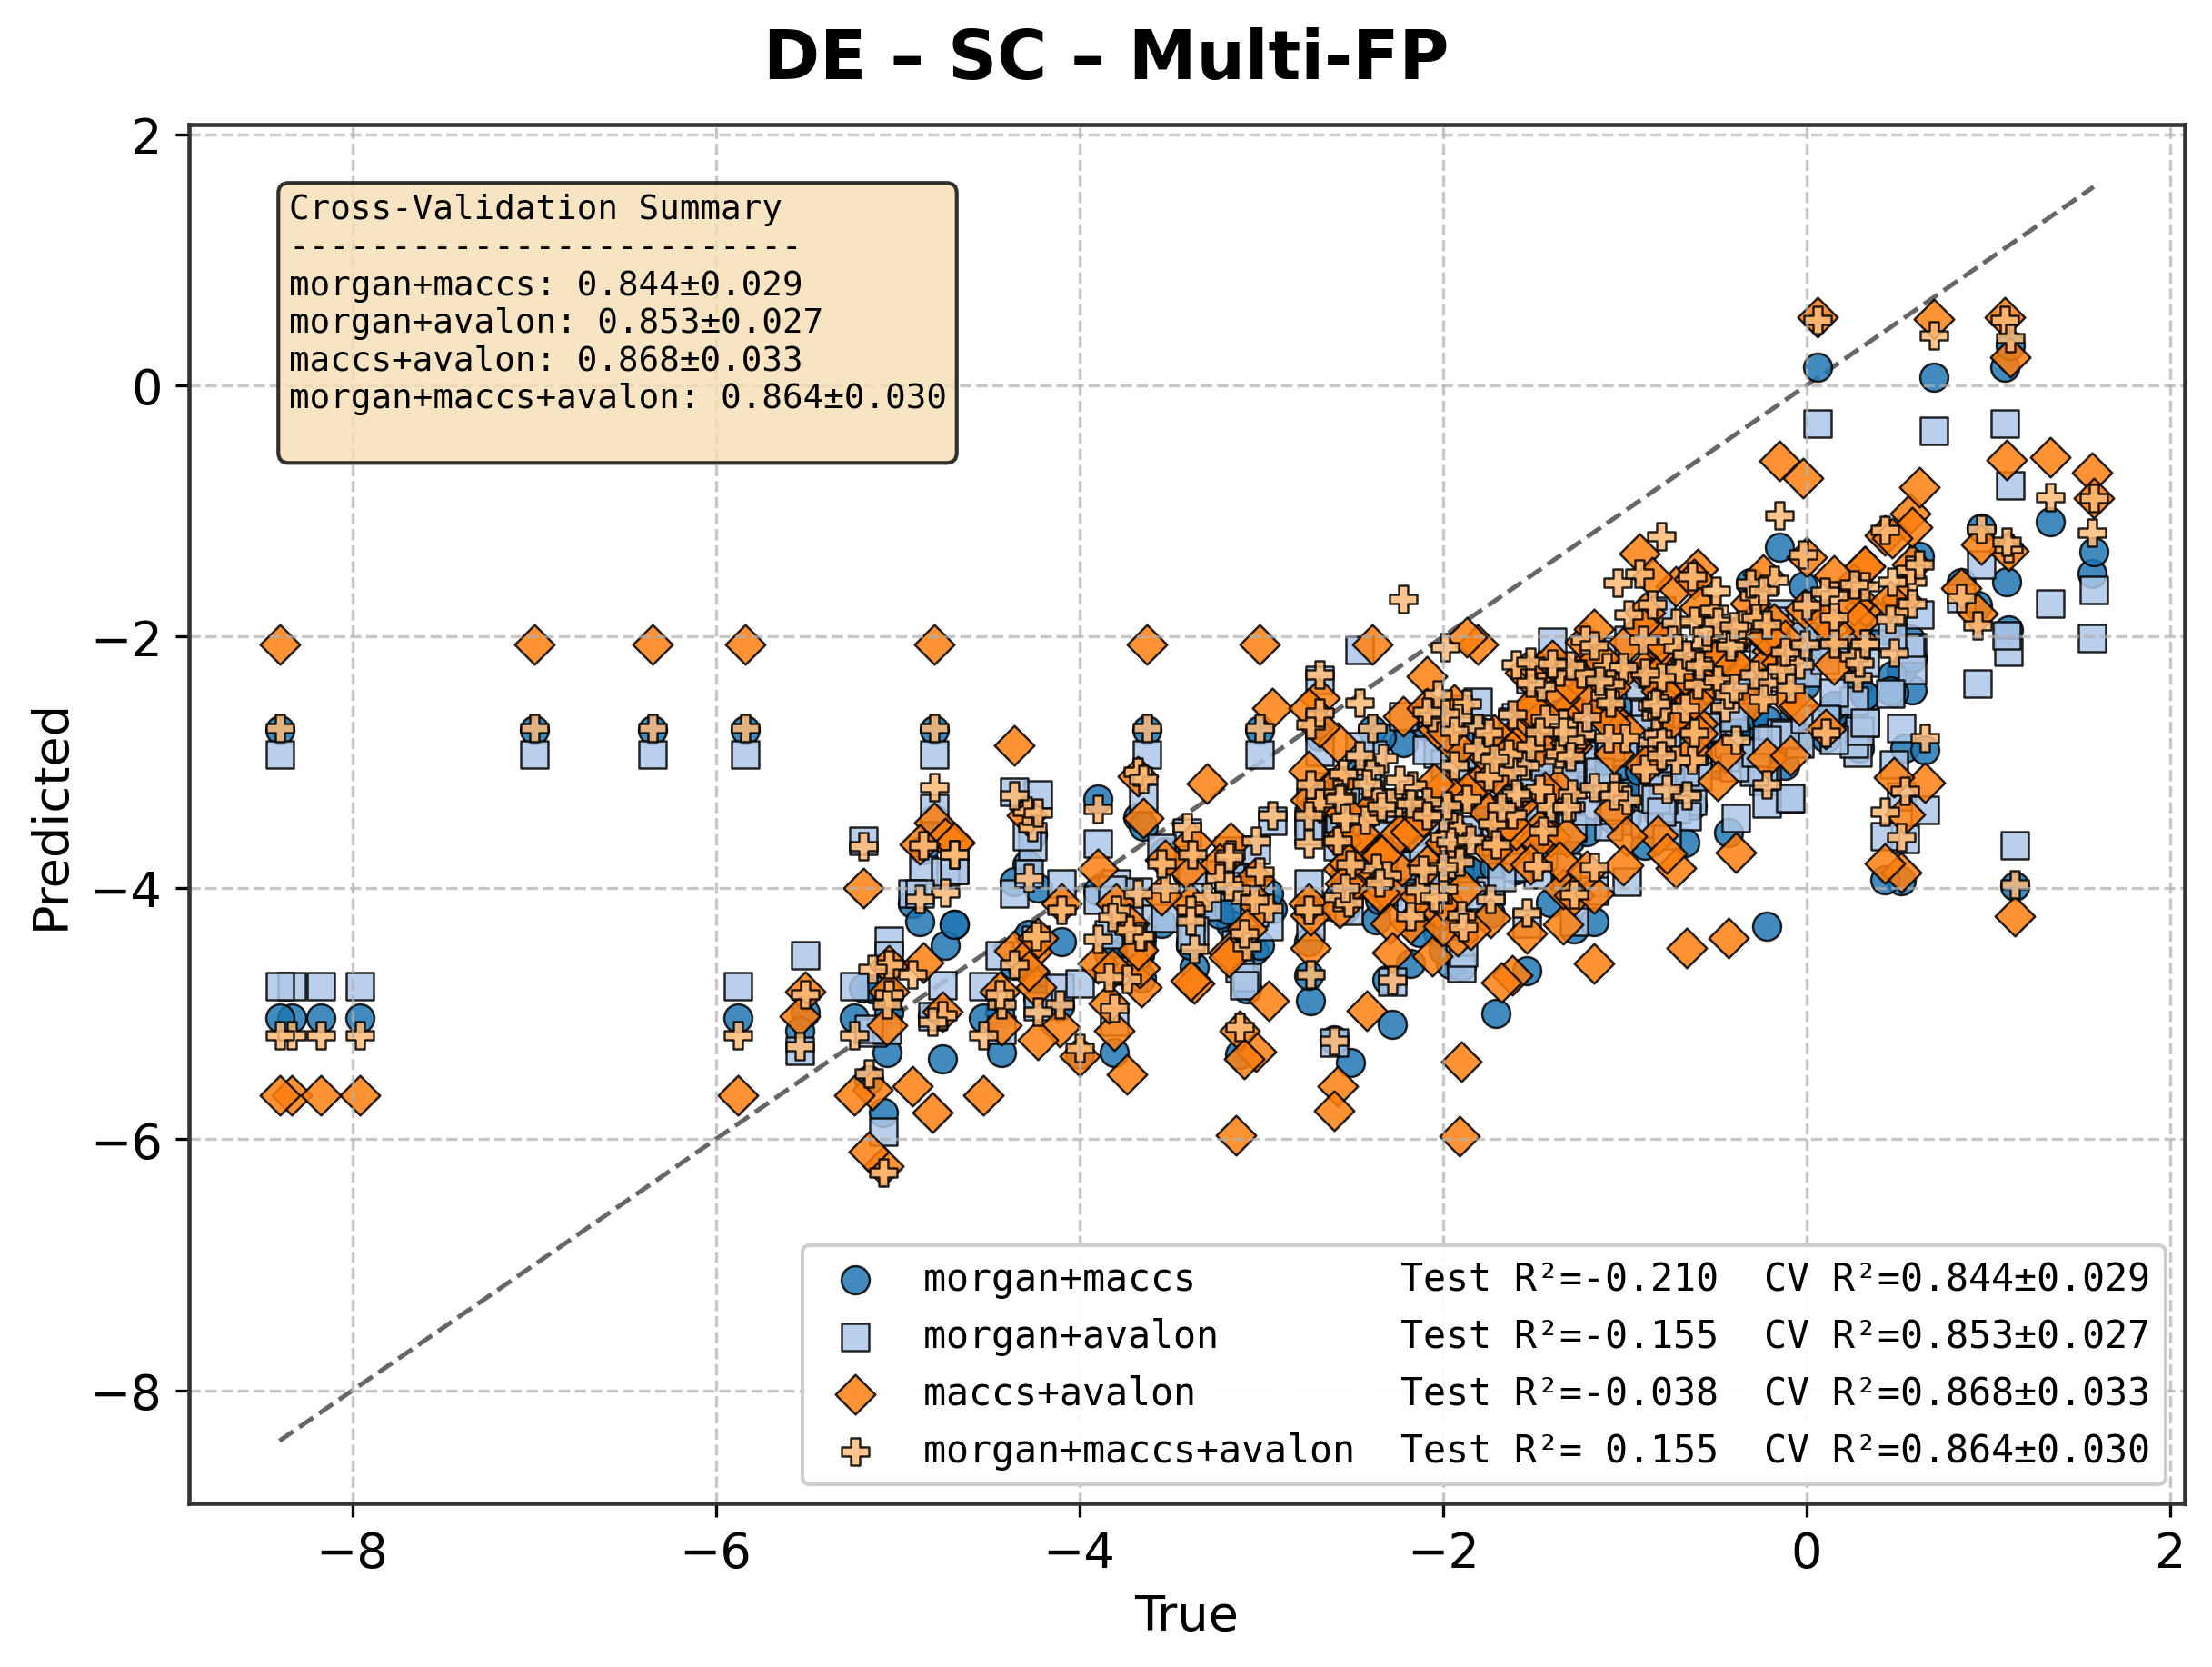 DE – SC – Multi-FP
2
0
−2
−4
−6
−8
Predicted
Cross-Validation Summary
-------------------------
morgan+maccs: 0.844±0.029
morgan+avalon: 0.853±0.027
maccs+avalon: 0.868±0.033
morgan+maccs+avalon: 0.864±0.030
morgan+maccs Test R²=-0.210 CV R²=0.844±0.029
morgan+avalon Test R²=-0.155 CV R²=0.853±0.027
maccs+avalon Test R²=-0.038 CV R²=0.868±0.033
morgan+maccs+avalon Test R²= 0.155 CV R²=0.864±0.030
−8 −6 −4 −2 0 2
True